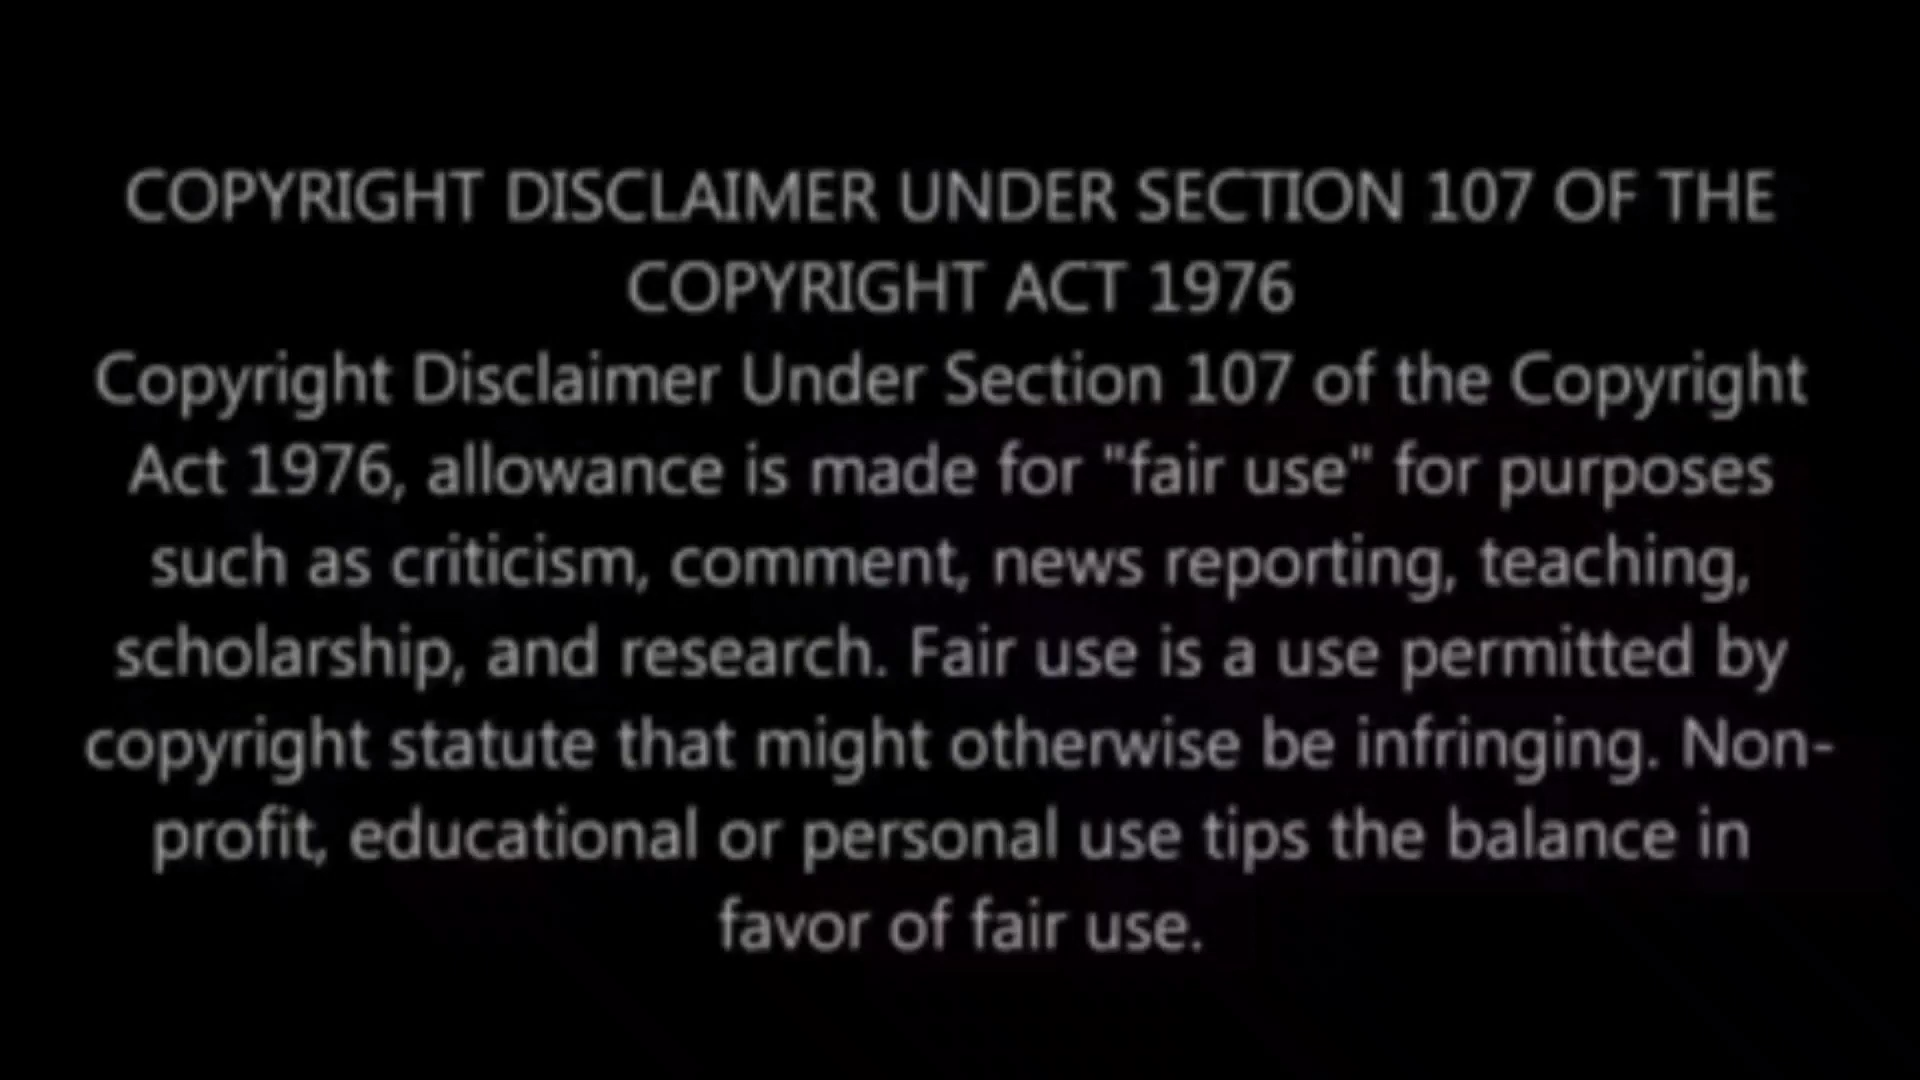 COPYRIGHT DISCLAIMER UNDER SECTION 107 OF THE
COPYRIGHT ACT 1976
Copyright Disclaimer Under Section 107 of the Copyright
Act 1976, allowance is made for "fair use" for purposes
such as criticism, comment, news reporting, teaching,
scholarship, and research. Fair use is a use permitted by
copyright statute that might otherwise be infringing. Non-
profit, educational or personal use tips the balance in
favor of fair use.